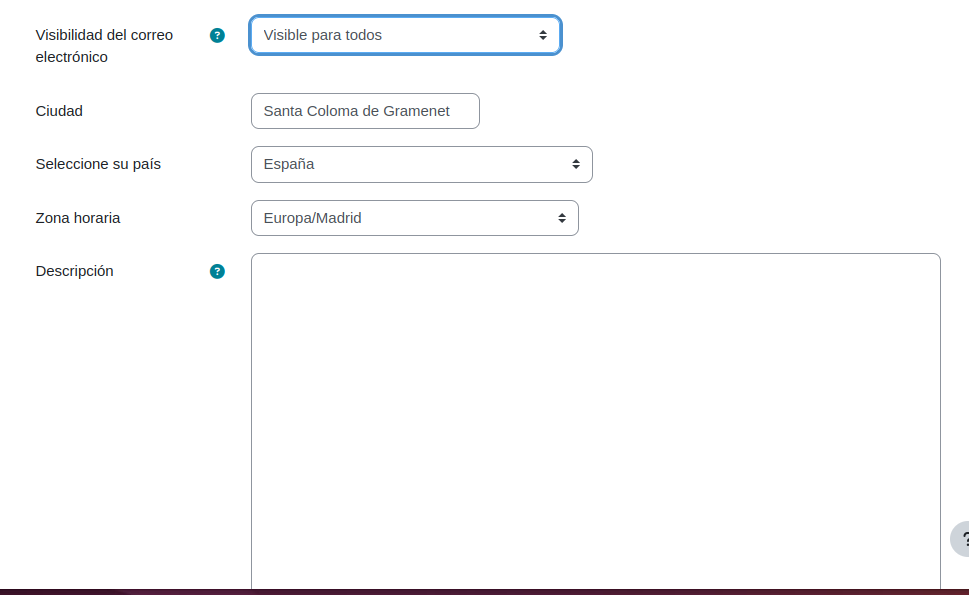 Visibilidad del correo
electrónico
?
Visible para todos
Ciudad
Santa Coloma de Gramenet
Seleccione su país
España
Zona horaria
Europa/Madrid
Descripción
?
?